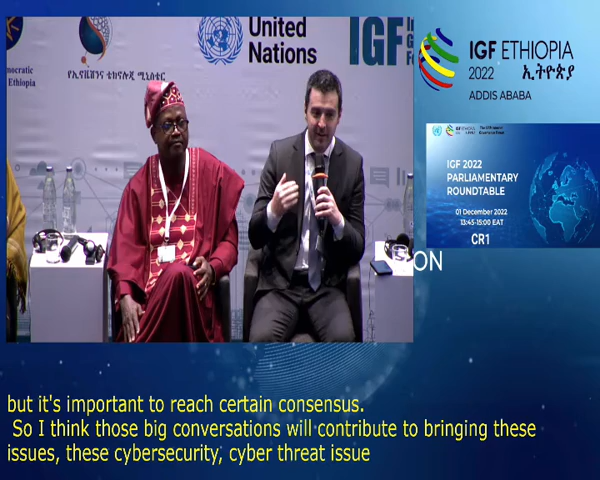 United
Nations
IGF
የኢኖቬሽንና ቴክኖሎጂ ሚኒስቴር
Ethiopia
IGF ETHIOPIA
2022 ኢትዮጵያ
ADDIS ABABA
IGF 2022
PARLIAMENTARY
ROUNDTABLE
01 December 2022
13:45-15:00 EAT
CR1
ON
but it's important to reach certain consensus.
So I think those big conversations will contribute to bringing these
issues, these cybersecurity, cyber threat issue